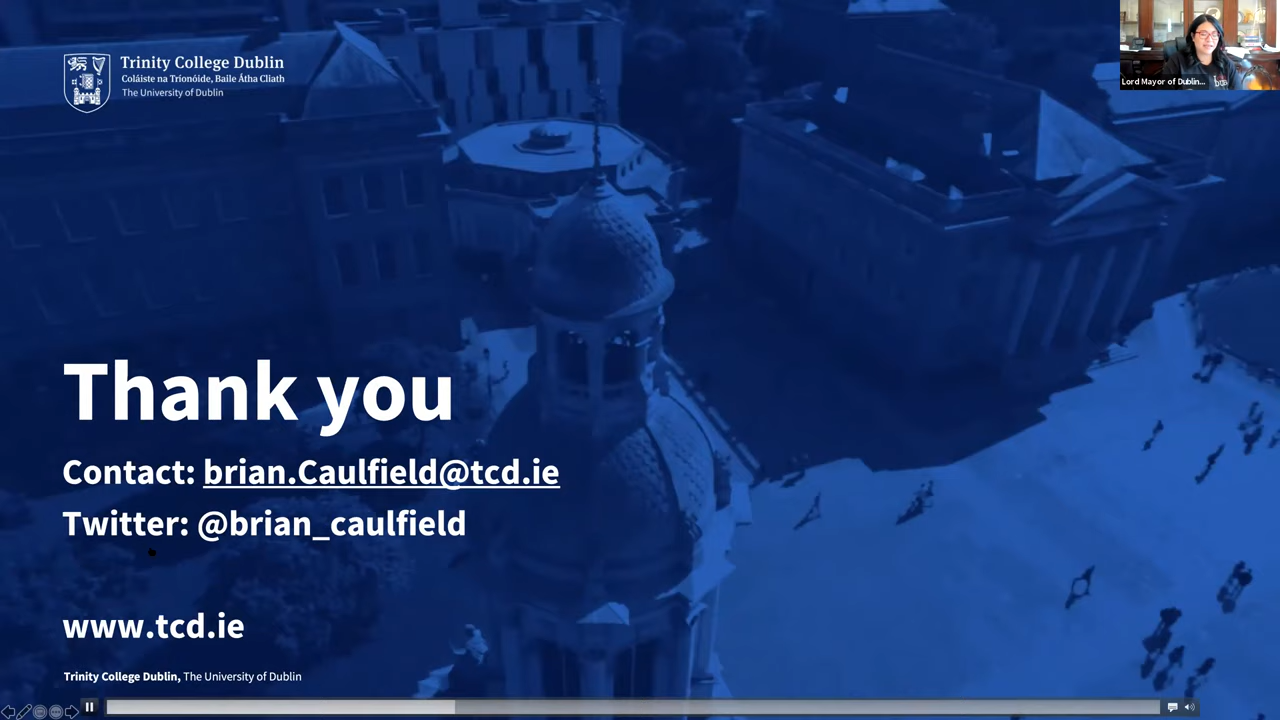 Trinity College Dublin
Coláiste na Tríonóide, Baile Átha Cliath
The University of Dublin
Lord Mayor of Dublin...
Thank you
Contact: brian.Caulfield@tcd.ie
Twitter: @brian_caulfield
www.tcd.ie
Trinity College Dublin, The University of Dublin